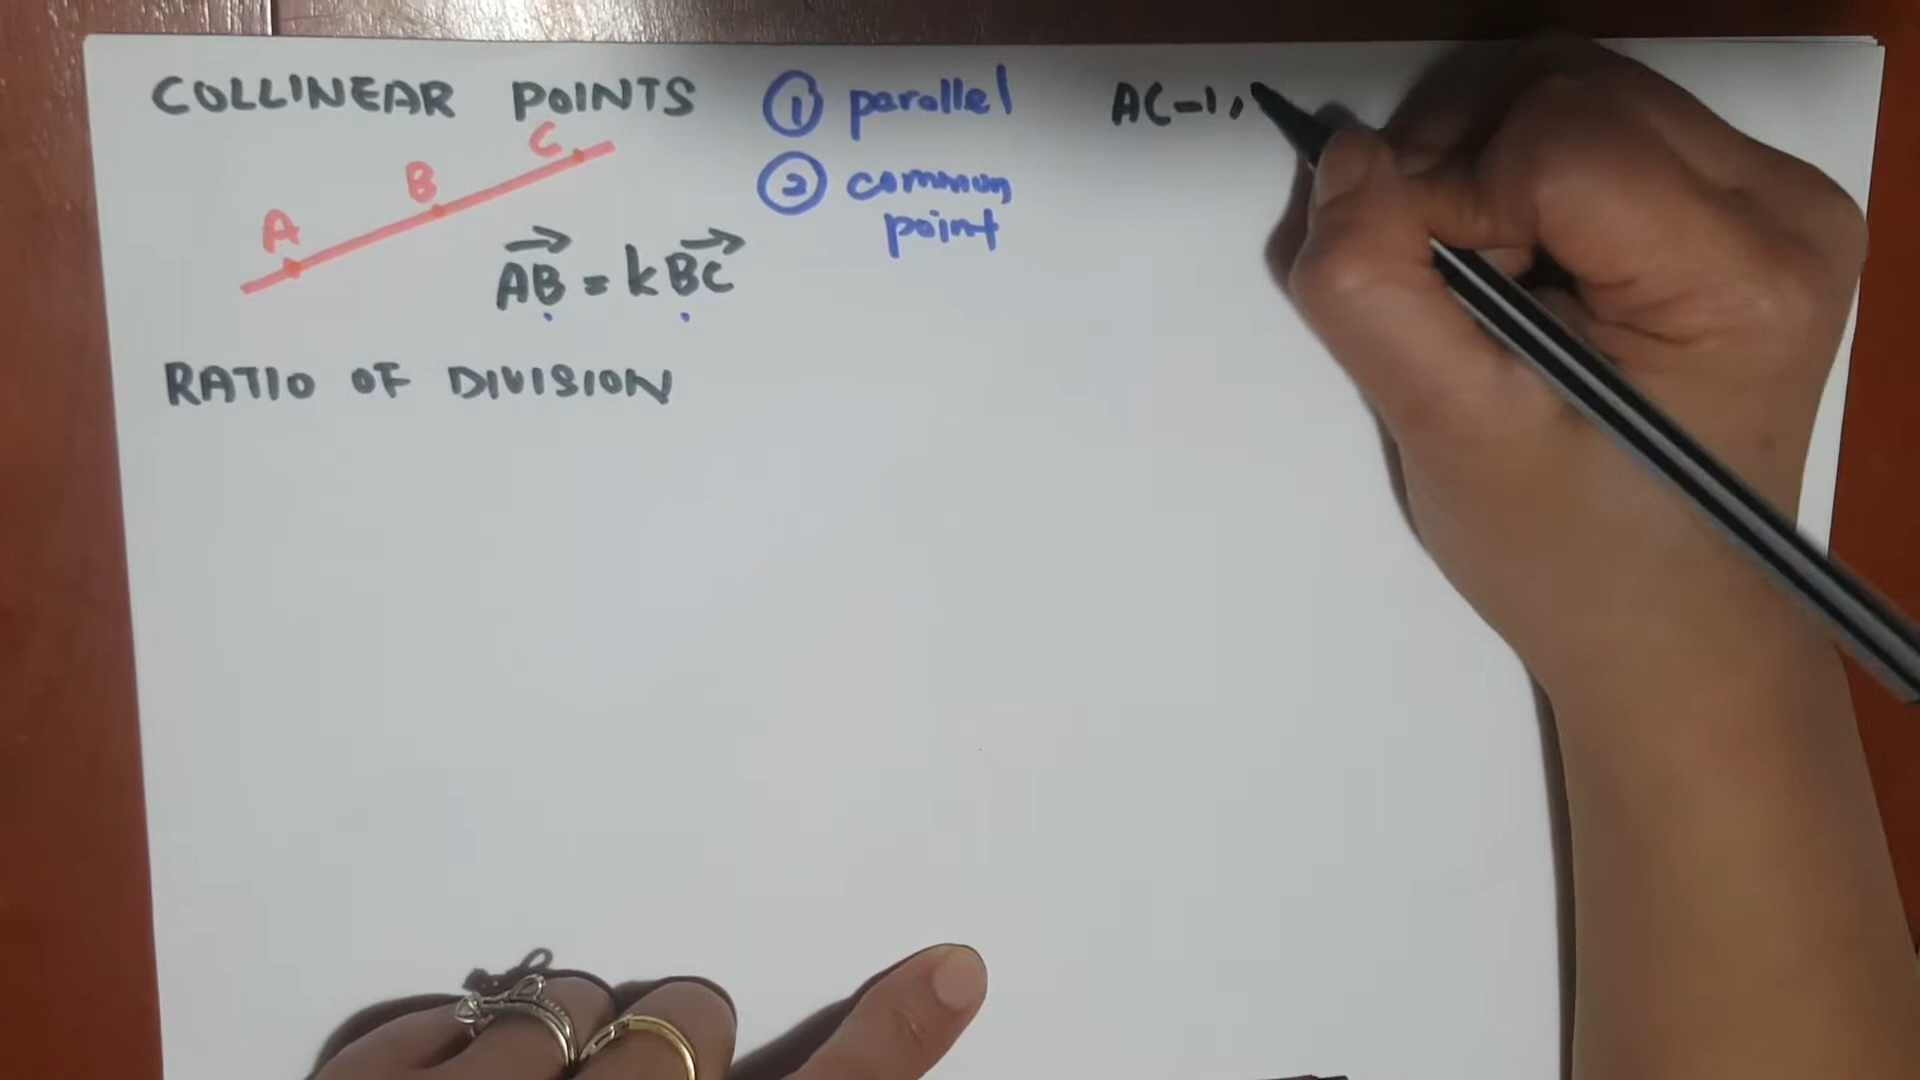 COLLINEAR POINTS
① parallel
② common
point
A(-1,
A
B
C
AB = kBC
RATIO OF DIVISION